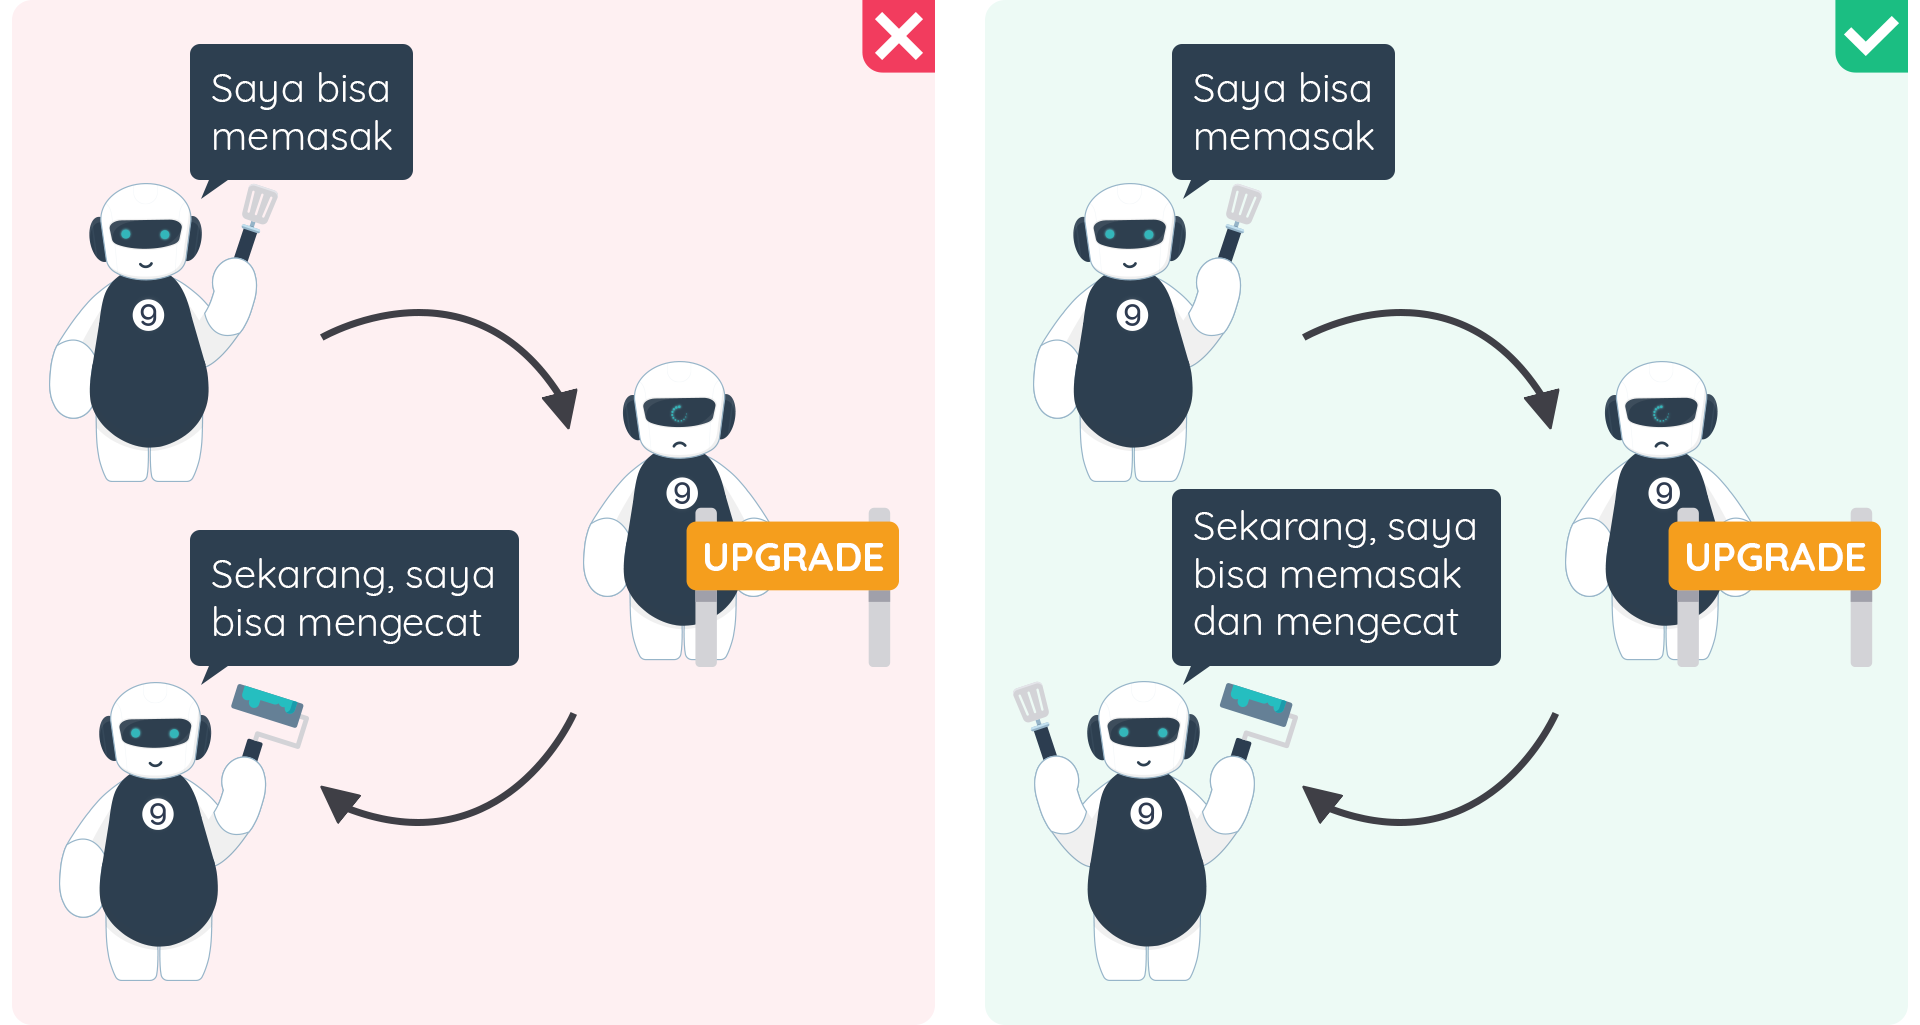 Saya bisa
memasak
9
9
UPGRADE
Sekarang, saya
bisa mengecat
9
Saya bisa
memasak
9
9
UPGRADE
Sekarang, saya
bisa memasak
dan mengecat
9